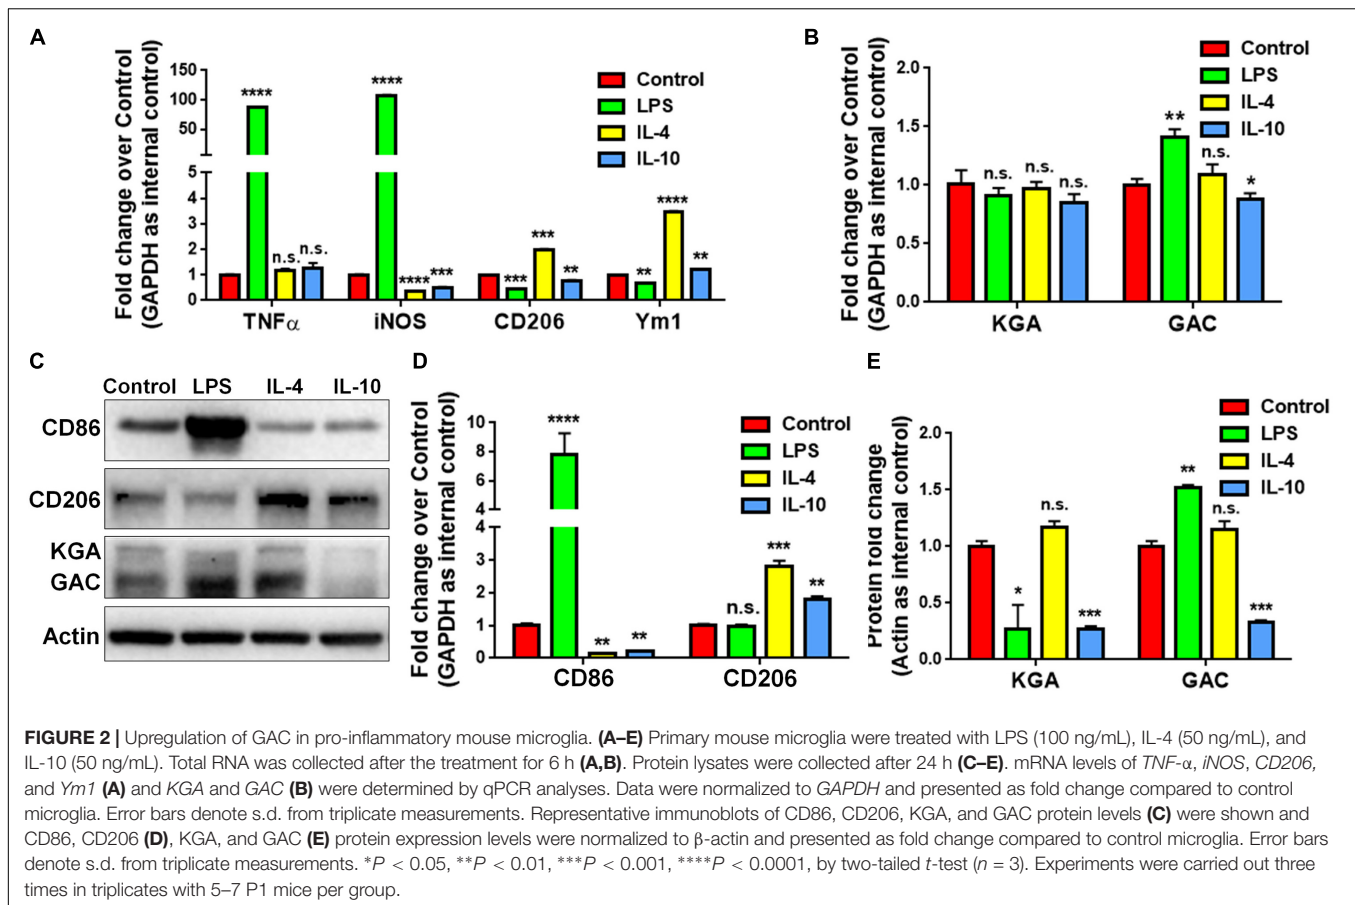 A
Fold change over Control
(GAPDH as internal control)
150
100
50
5
4
3
2
1
0
**** n.s. n.s.
**** **** ***
*** *** **
** **** **
TNFα iNOS CD206 Ym1
Control
LPS
IL-4
IL-10
B
Fold change over Control
(GAPDH as internal control)
2.0
1.5
1.0
0.5
0.0
n.s. n.s. n.s.
** n.s. *
KGA GAC
Control
LPS
IL-4
IL-10
C
Control LPS IL-4 IL-10
CD86
CD206
KGA
GAC
Actin
D
Fold change over Control
(GAPDH as internal control)
10
8
6
4
4
3
2
1
0
**** ** **
n.s. *** **
CD86 CD206
Control
LPS
IL-4
IL-10
E
Protein fold change
(Actin as internal control)
2.0
1.5
1.0
0.5
0.0
* n.s. ***
** n.s. ***
KGA GAC
Control
LPS
IL-4
IL-10
FIGURE 2 | Upregulation of GAC in pro-inflammatory mouse microglia. (A–E) Primary mouse microglia were treated with LPS (100 ng/mL), IL-4 (50 ng/mL), and
IL-10 (50 ng/mL). Total RNA was collected after the treatment for 6 h (A,B). Protein lysates were collected after 24 h (C–E). mRNA levels of TNF-α, iNOS, CD206,
and Ym1 (A) and KGA and GAC (B) were determined by qPCR analyses. Data were normalized to GAPDH and presented as fold change compared to control
microglia. Error bars denote s.d. from triplicate measurements. Representative immunoblots of CD86, CD206, KGA, and GAC protein levels (C) were shown and
CD86, CD206 (D), KGA, and GAC (E) protein expression levels were normalized to β-actin and presented as fold change compared to control microglia. Error bars
denote s.d. from triplicate measurements. *P < 0.05, **P < 0.01, ***P < 0.001, ****P < 0.0001, by two-tailed t-test (n = 3). Experiments were carried out three
times in triplicates with 5–7 P1 mice per group.